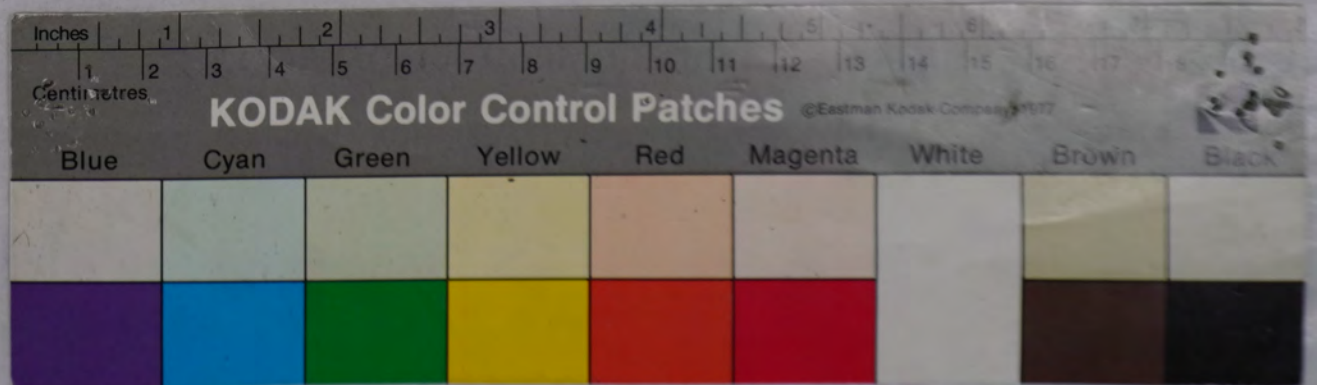 Inches 1 2 3 4 5 6
1 2 3 4 5 6 7 8 9 10 11 12 13 14 15 16 17
Centimetres
KODAK Color Control Patches ©Eastman Kodak Company, 1977
Blue Cyan Green Yellow Red Magenta White Brown Black